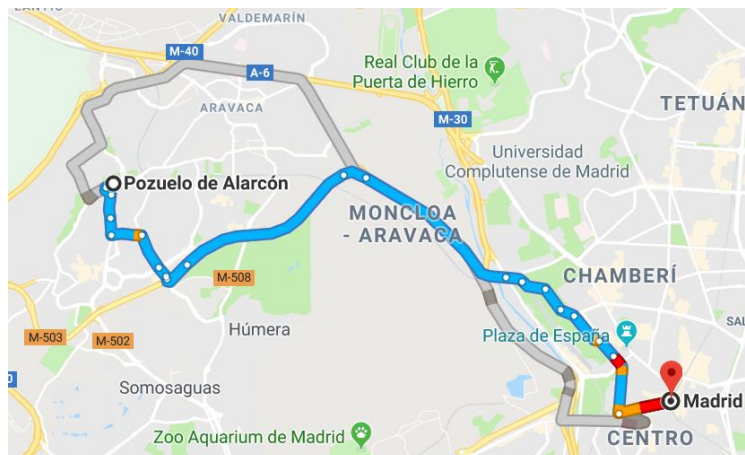 VALDEMARÍN
M-40
A-6
ARAVACA
Real Club de la
Puerta de Hierro
TETUÁN
M-30
Universidad
Complutense de Madrid
Pozuelo de Alarcón
MONCLOA
- ARAVACA
M-508
CHAMBERÍ
Húmera
Plaza de España
M-503
M-502
Somosaguas
Madrid
CENTRO
Zoo Aquarium de Madrid